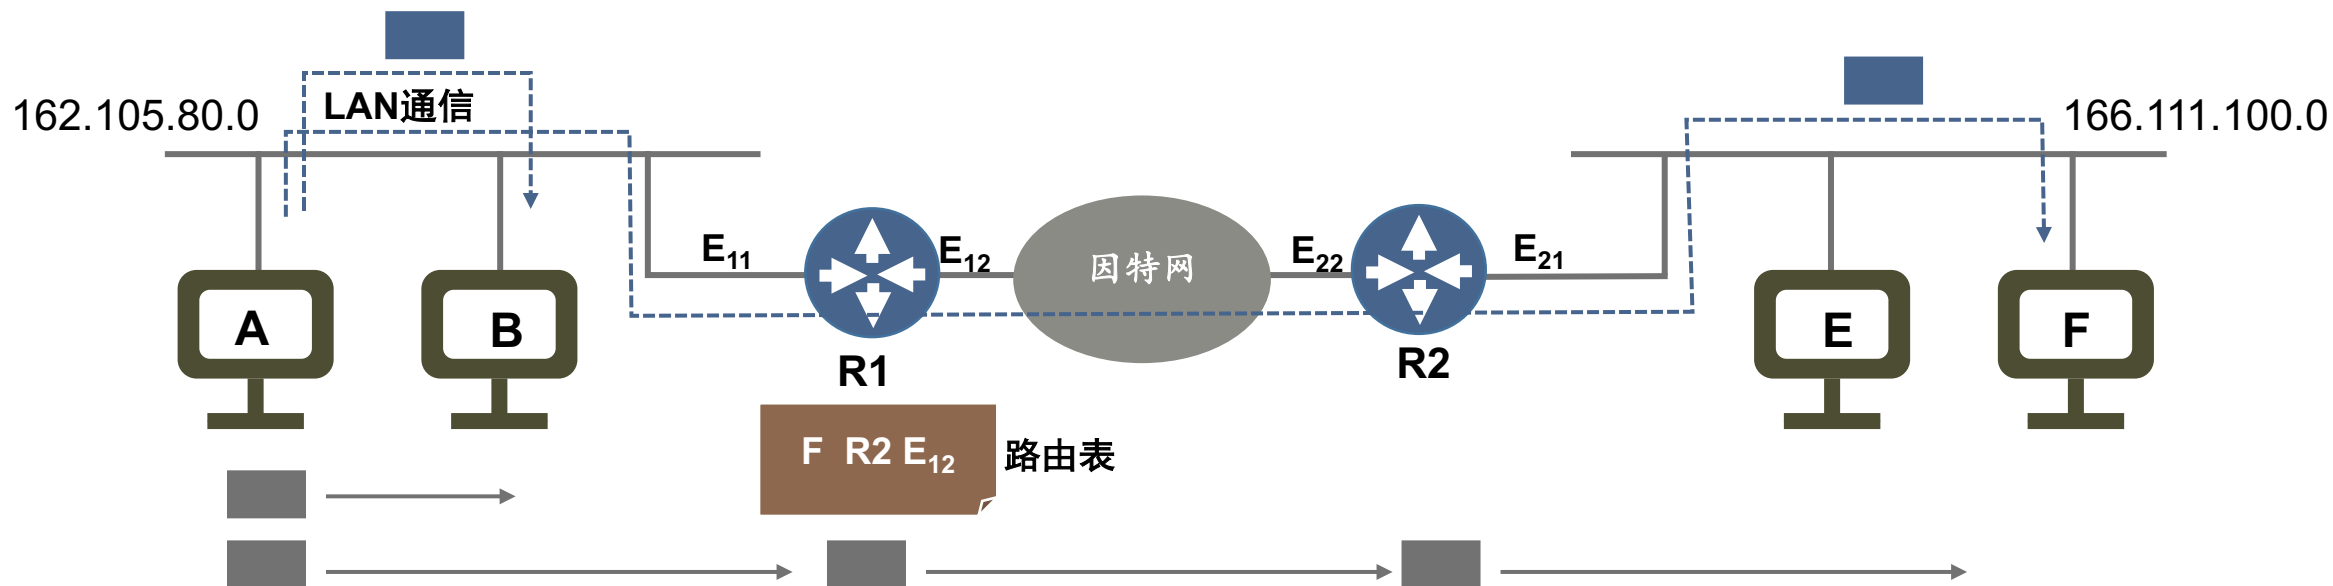 LAN通信
162.105.80.0
166.111.100.0
E11
E12
因特网
E22
E21
A
B
R1
R2
E
F
F R2 E12
路由表